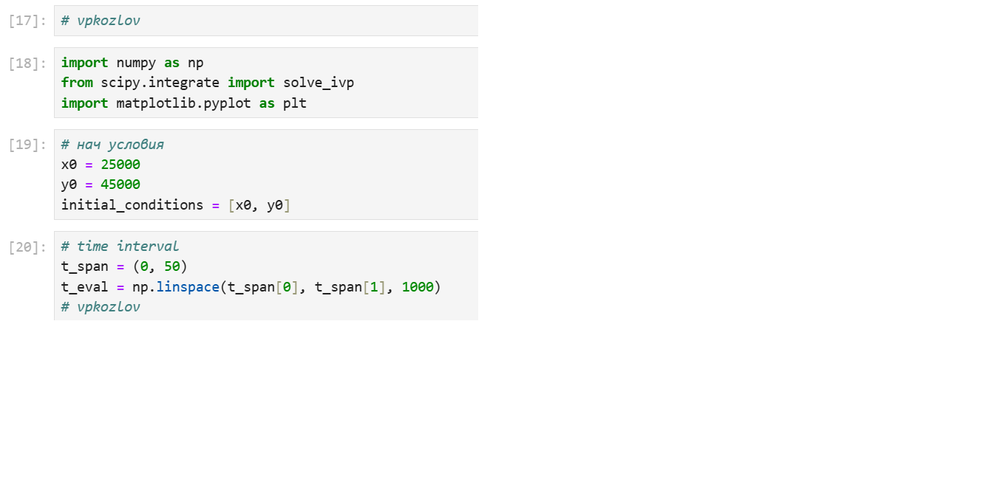 [17]: # vpkozlov
[18]: import numpy as np
from scipy.integrate import solve_ivp
import matplotlib.pyplot as plt
[19]: # нач условия
x0 = 25000
y0 = 45000
initial_conditions = [x0, y0]
[20]: # time interval
t_span = (0, 50)
t_eval = np.linspace(t_span[0], t_span[1], 1000)
# vpkozlov